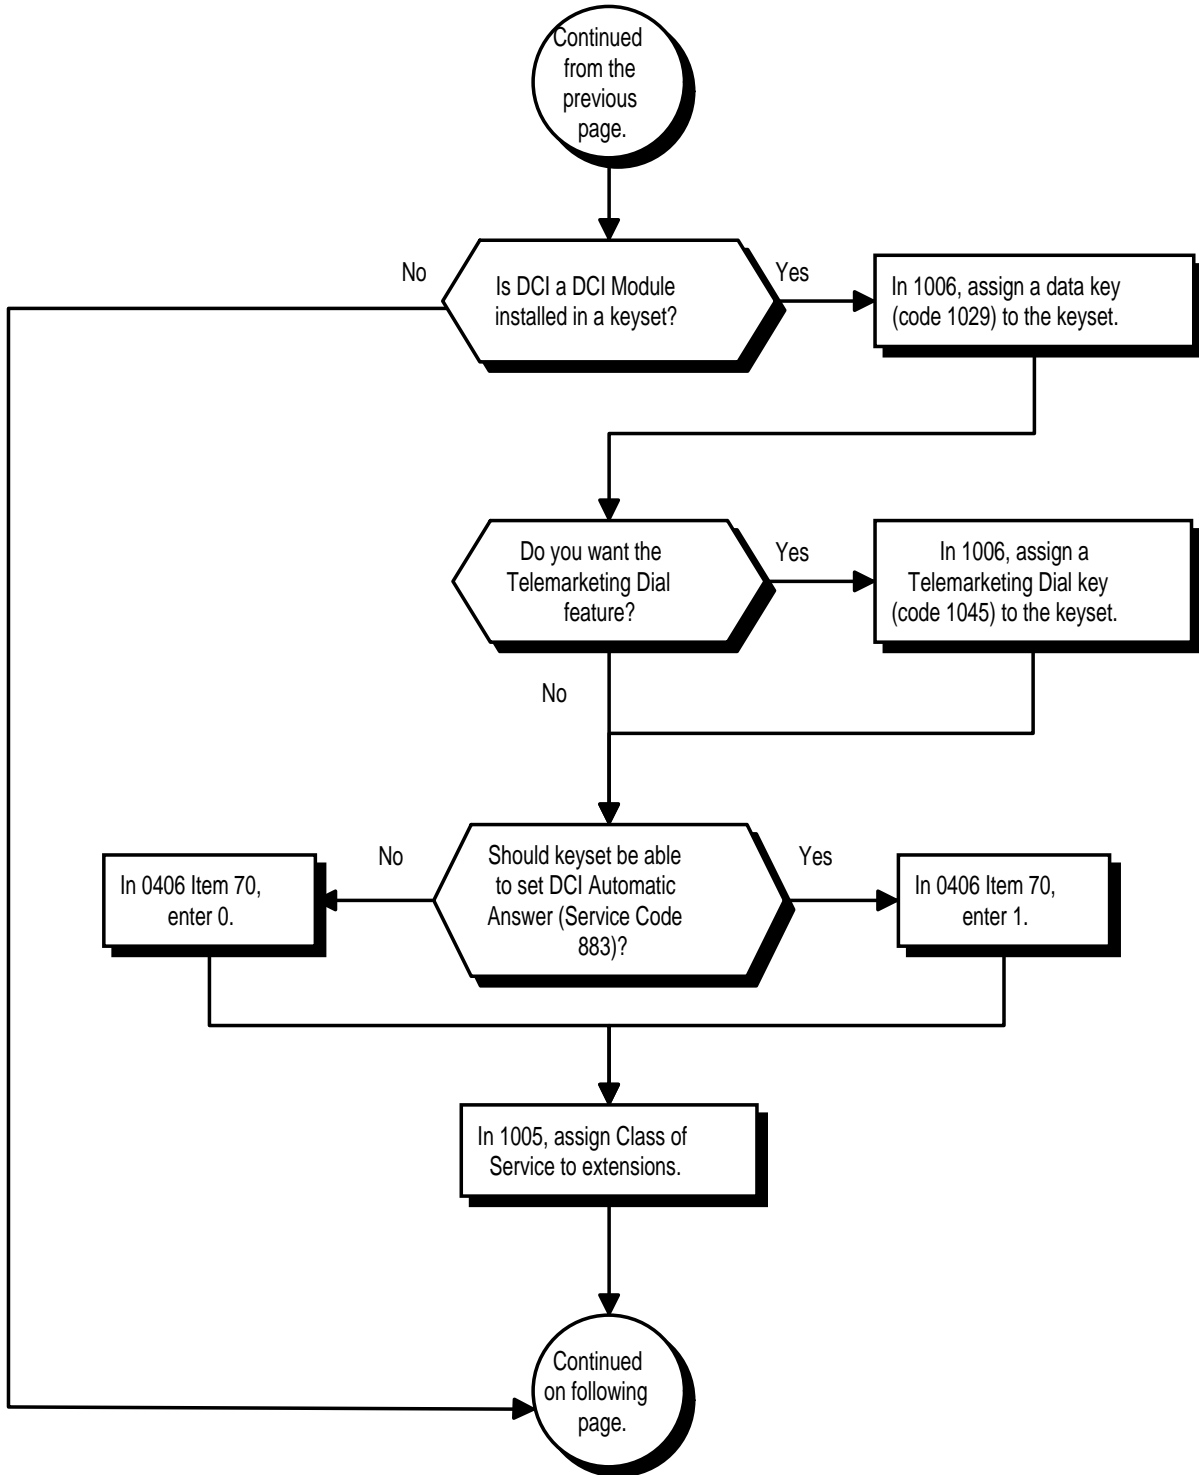 Continued
from the
previous
page.
No
Is DCI a DCI Module
installed in a keyset?
Yes
In 1006, assign a data key
(code 1029) to the keyset.
Do you want the
Telemarketing Dial
feature?
Yes
In 1006, assign a
Telemarketing Dial key
(code 1045) to the keyset.
No
In 0406 Item 70,
enter 0.
No
Should keyset be able
to set DCI Automatic
Answer (Service Code
883)?
Yes
In 0406 Item 70,
enter 1.
In 1005, assign Class of
Service to extensions.
Continued
on following
page.